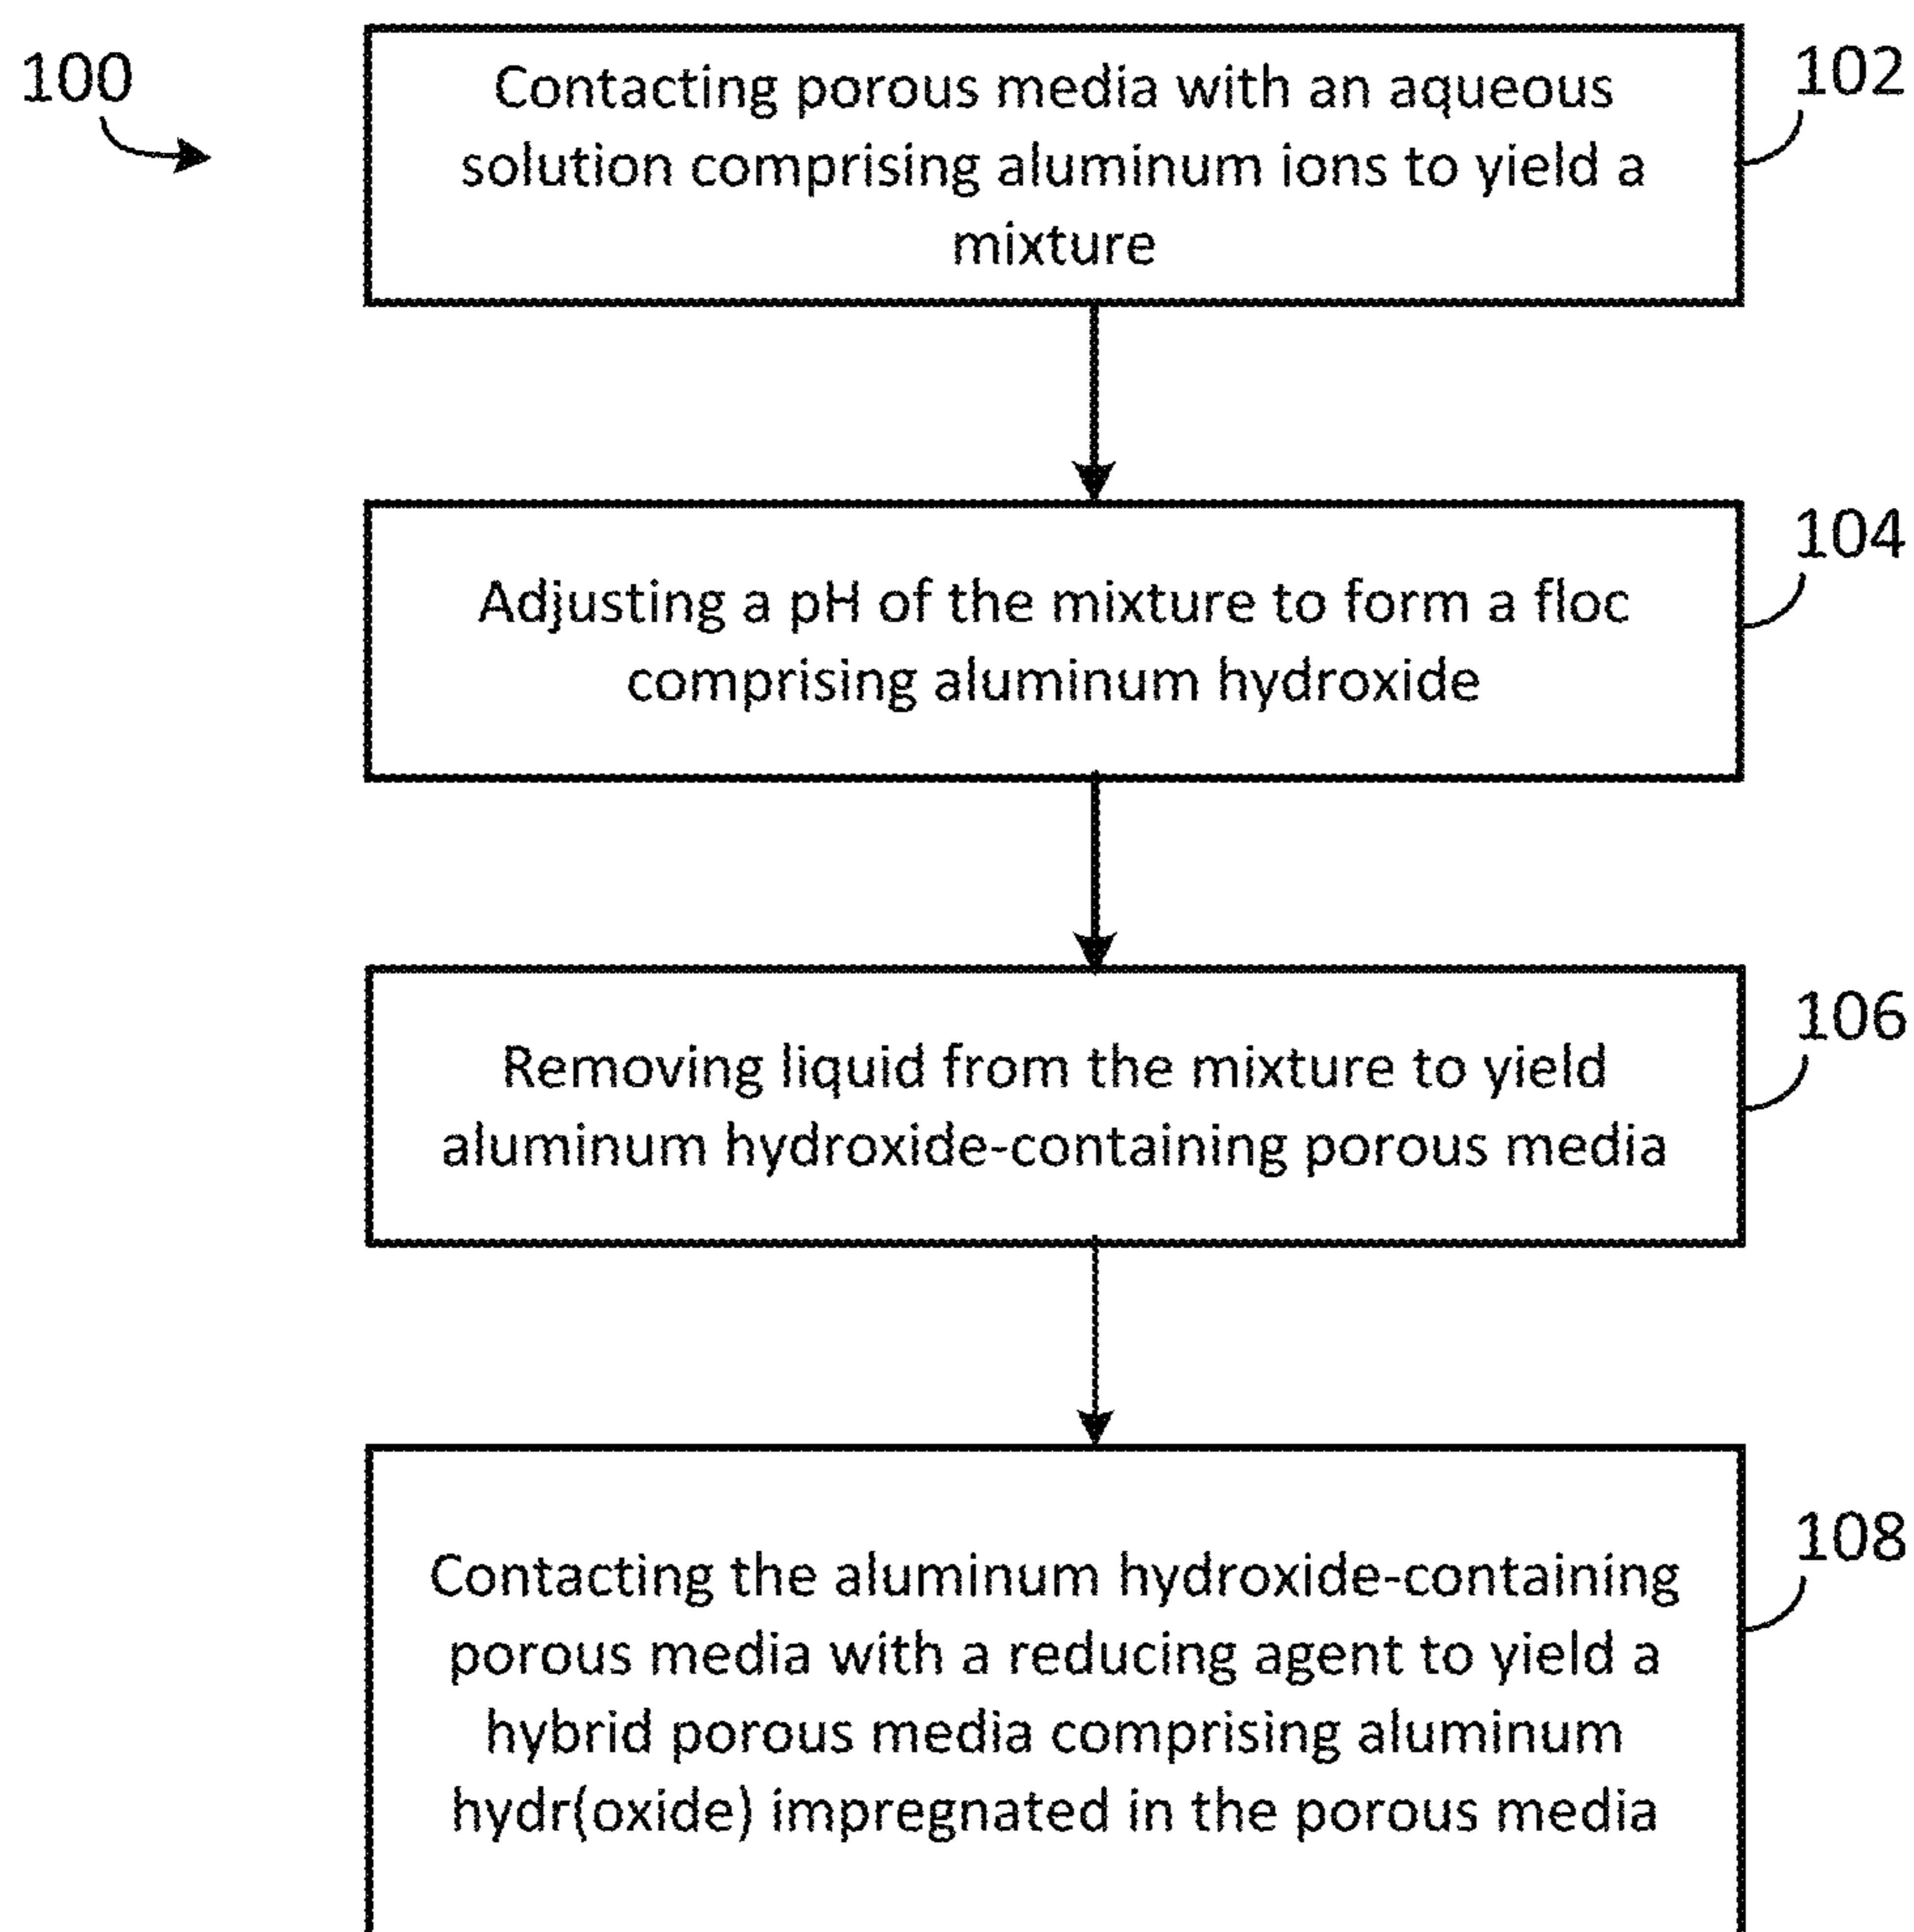 100
Contacting porous media with an aqueous
solution comprising aluminum ions to yield a
mixture
102
Adjusting a pH of the mixture to form a floc
comprising aluminum hydroxide
104
Removing liquid from the mixture to yield
aluminum hydroxide-containing porous media
106
Contacting the aluminum hydroxide-containing
porous media with a reducing agent to yield a
hybrid porous media comprising aluminum
hydr(oxide) impregnated in the porous media
108